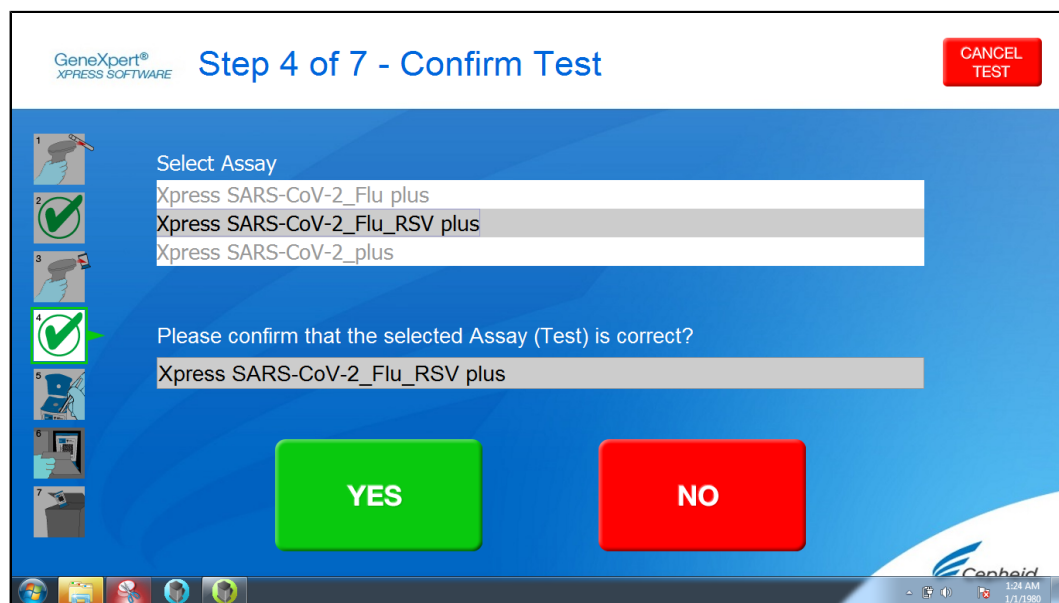 GeneXpert®
XPRESS SOFTWARE
Step 4 of 7 - Confirm Test
CANCEL
TEST
1
Select Assay
Xpress SARS-CoV-2_Flu plus
2
Xpress SARS-CoV-2_Flu_RSV plus
Xpress SARS-CoV-2_plus
3
4
Please confirm that the selected Assay (Test) is correct?
Xpress SARS-CoV-2_Flu_RSV plus
5
6
YES
NO
7
Cepheid
1:24 AM
1/1/1980